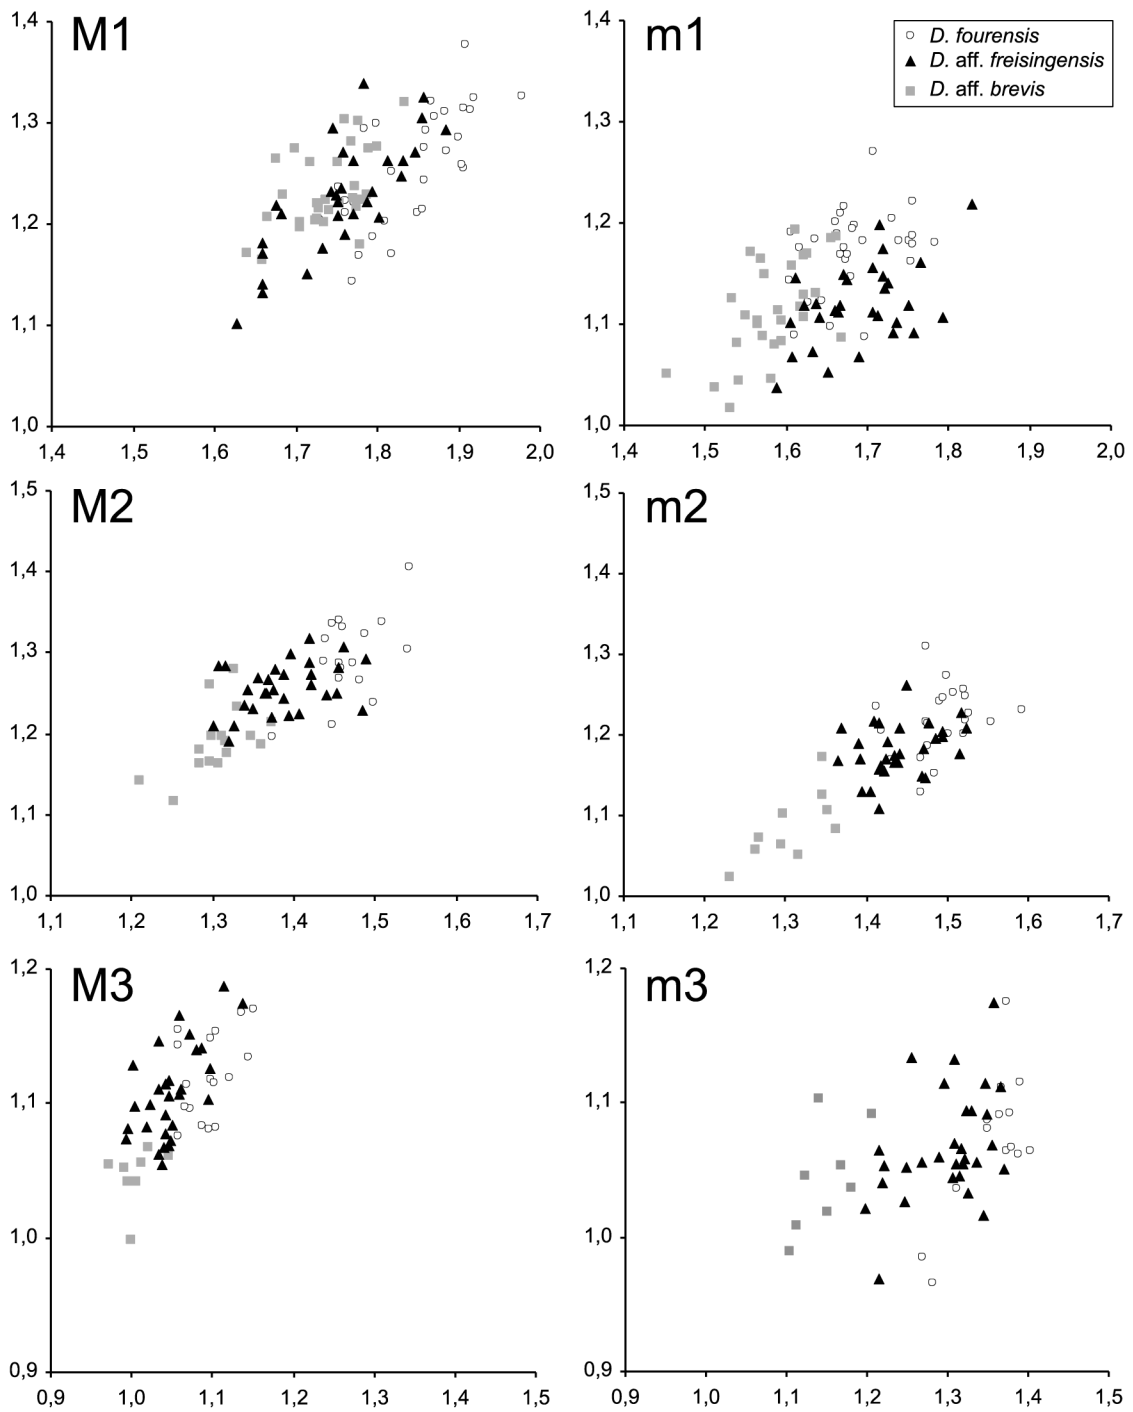 M1
1,4
1,3
1,2
1,1
1,0
1,4 1,5 1,6 1,7 1,8 1,9 2,0
m1
D. fourensis
D. aff. freisingensis
D. aff. brevis
1,4
1,3
1,2
1,1
1,0
1,4 1,5 1,6 1,7 1,8 1,9 2,0
M2
1,5
1,4
1,3
1,2
1,1
1,0
1,1 1,2 1,3 1,4 1,5 1,6 1,7
m2
1,5
1,4
1,3
1,2
1,1
1,0
1,1 1,2 1,3 1,4 1,5 1,6 1,7
M3
1,2
1,1
1,0
0,9
0,9 1,0 1,1 1,2 1,3 1,4 1,5
m3
1,2
1,1
1,0
0,9
0,9 1,0 1,1 1,2 1,3 1,4 1,5